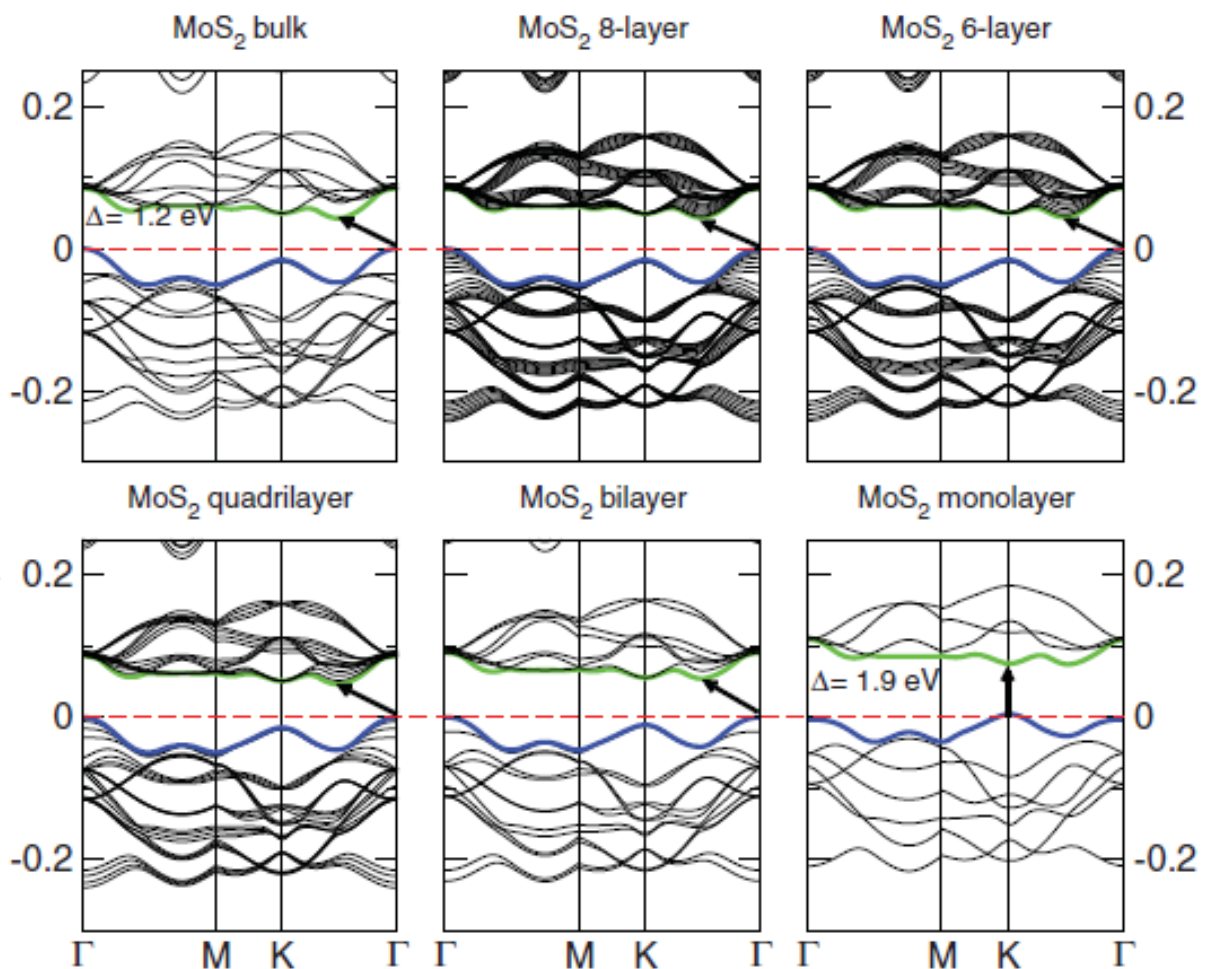 MoS₂ bulk
MoS₂ 8-layer
MoS₂ 6-layer
0.2
0.2
Δ= 1.2 eV
0
0
-0.2
-0.2
MoS₂ quadrilayer
MoS₂ bilayer
MoS₂ monolayer
0.2
0.2
Δ= 1.9 eV
0
0
-0.2
-0.2
Γ M K Γ Γ M K Γ Γ M K Γ